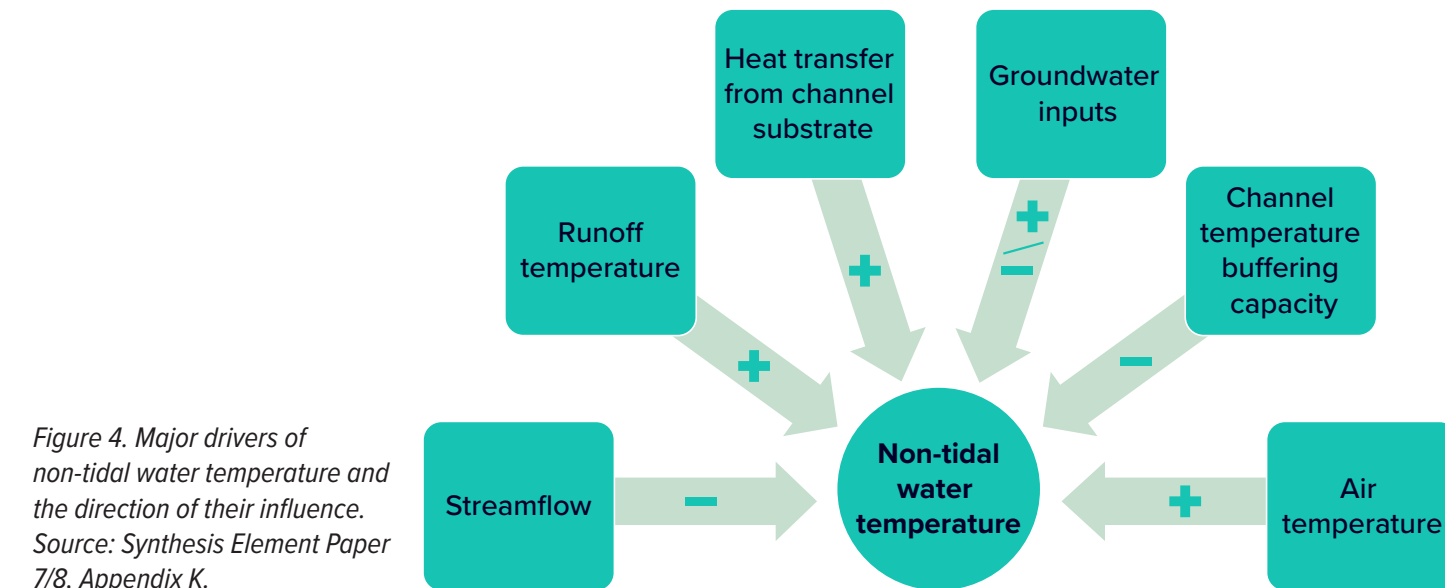 Heat transfer
from channel
substrate
Groundwater
inputs
Runoff
temperature
Channel
temperature
buffering
capacity
+
+
+
/
−
−
Streamflow
−
Non-tidal
water
temperature
+
Air
temperature
Figure 4. Major drivers of
non-tidal water temperature and
the direction of their influence.
Source: Synthesis Element Paper
7/8, Appendix K.